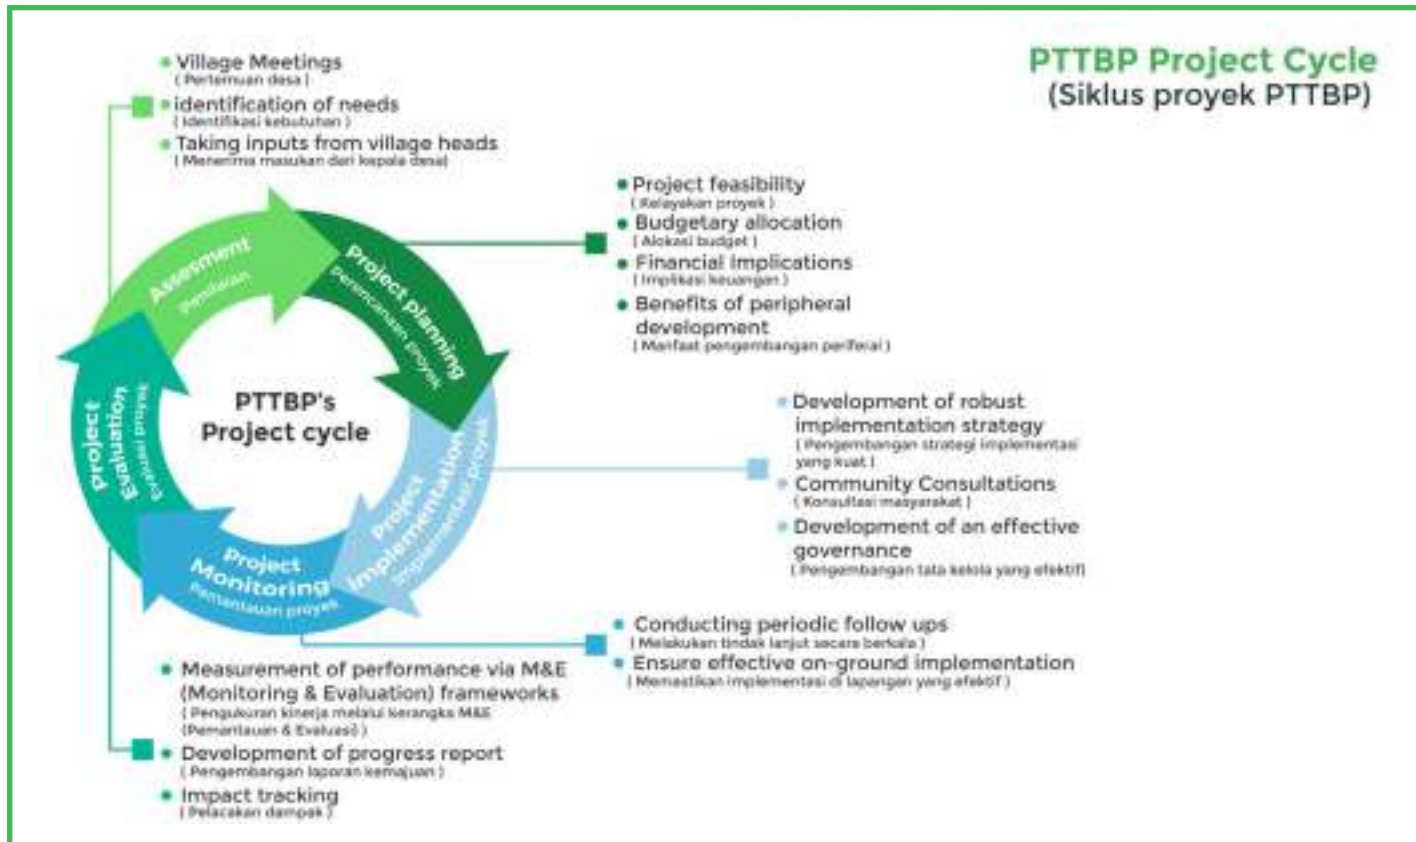 PTTBP Project Cycle
(Siklus proyek PTTBP)
Village Meetings
( Pertemuan desa )
identification of needs
( Identifikasi kebutuhan )
Taking inputs from village heads
( Menerima masukan dari kepala desa)
Project feasibility
( Kelayakan proyek )
Budgetary allocation
( Alokasi budget )
Financial Implications
( Implikasi keuangan )
Benefits of peripheral
development
( Manfaat pengembangan periferai )
Assesment
Penilaian
Project planning
Perencanaan proyek
Project
Implementation
Implementasi proyek
Project
Monitoring
Pemantauan proyek
Project
Evaluation
Evaluasi proyek
PTTBP's
Project cycle
Development of robust
implementation strategy
( Pengembangan strategi implementasi
yang kuat )
Community Consultations
( Konsultasi masyarakat )
Development of an effective
governance
( Pengembangan tata kelola yang efektif)
Conducting periodic follow ups
( Melakukan tindak lanjut secara berkala )
Ensure effective on-ground implementation
( Memastikan implementasi di lapangan yang efektif )
Measurement of performance via M&E
(Monitoring & Evaluation) frameworks
( Pengukuran kinerja melalui kerangka M&E
(Pemantauan & Evaluasi) )
Development of progress report
( Pengembangan laporan kemajuan )
Impact tracking
( Pelacakan dampak )